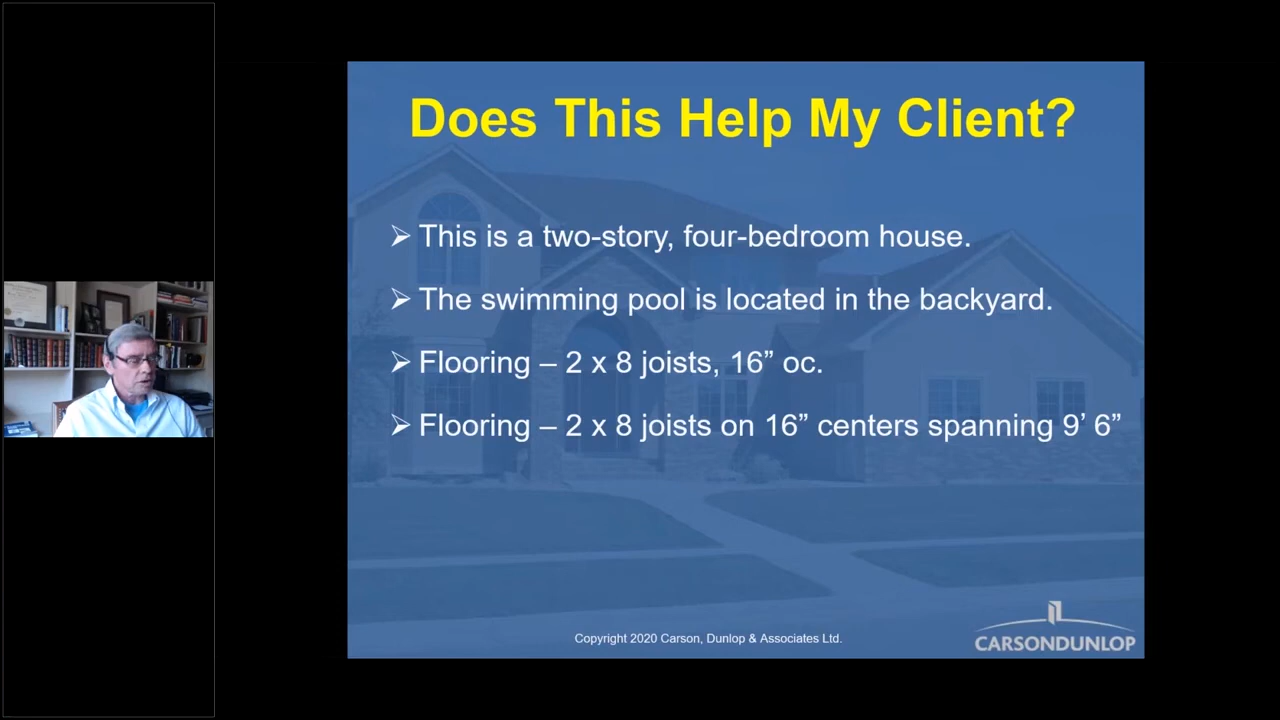 Does This Help My Client?
➢ This is a two-story, four-bedroom house.
➢ The swimming pool is located in the backyard.
➢ Flooring – 2 x 8 joists, 16” oc.
➢ Flooring – 2 x 8 joists on 16” centers spanning 9’ 6”
Copyright 2020 Carson, Dunlop & Associates Ltd.
CARSONDUNLOP